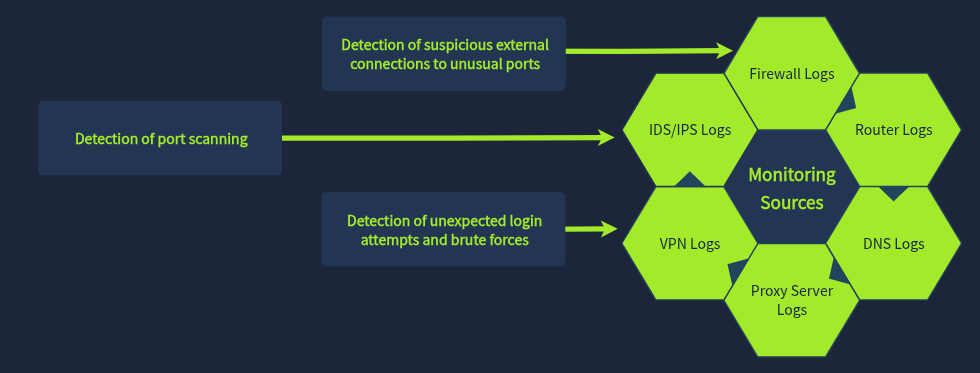 Detection of suspicious external
connections to unusual ports
Detection of port scanning
Detection of unexpected login
attempts and brute forces
Firewall Logs
IDS/IPS Logs
Router Logs
Monitoring
Sources
VPN Logs
DNS Logs
Proxy Server
Logs